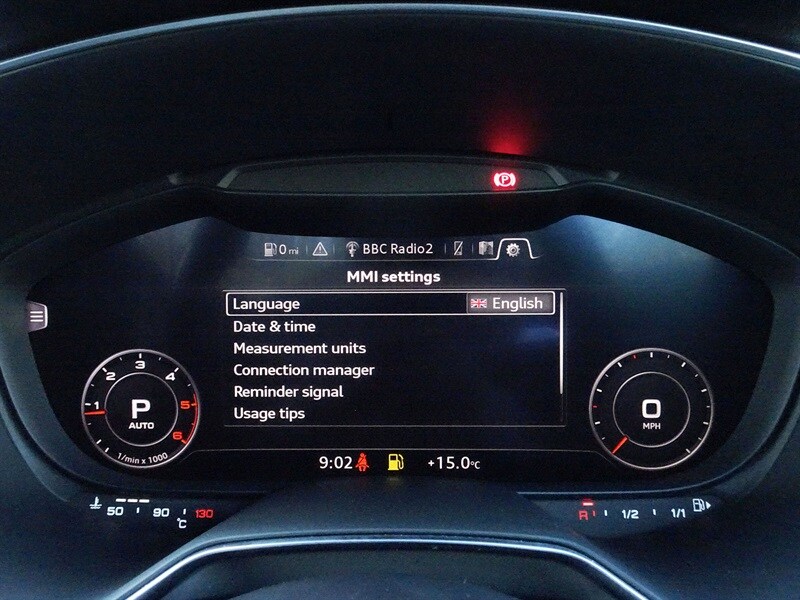 P
0 mi BBC Radio2
MMI settings
Language English
Date & time
Measurement units
Connection manager
Reminder signal
Usage tips
1 2 3 4 5 6
P
AUTO
1/min x 1000
0
MPH
9:02 +15.0°C
50 90 130
°C
R 1/2 1/1